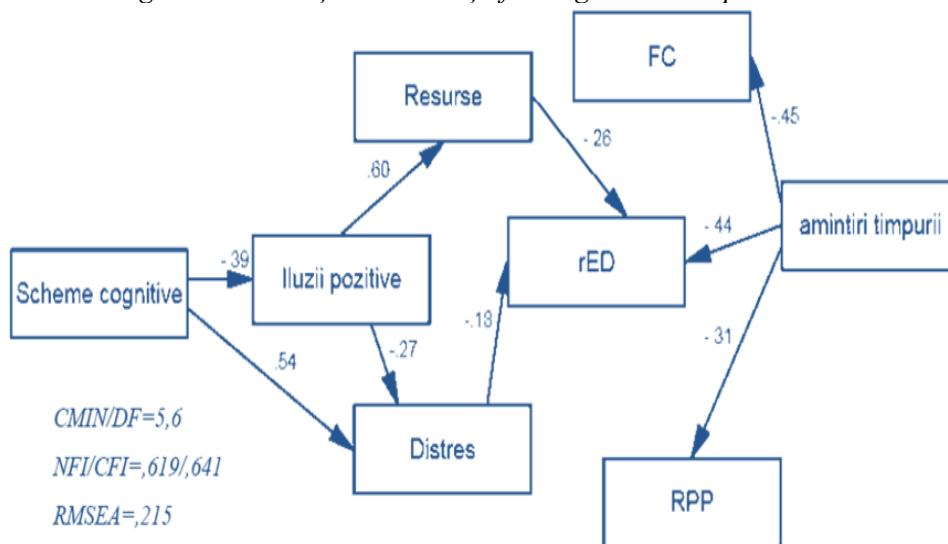 FC
Resurse
-.45
- 26
.60
amintiri timpurii
- 44
rED
-.39
Iluzii pozitive
Scheme cognitive
-.18
- 31
-.27
.54
CMIN/DF=5,6
Distres
NFI/CFI=,619/,641
RPP
RMSEA=,215